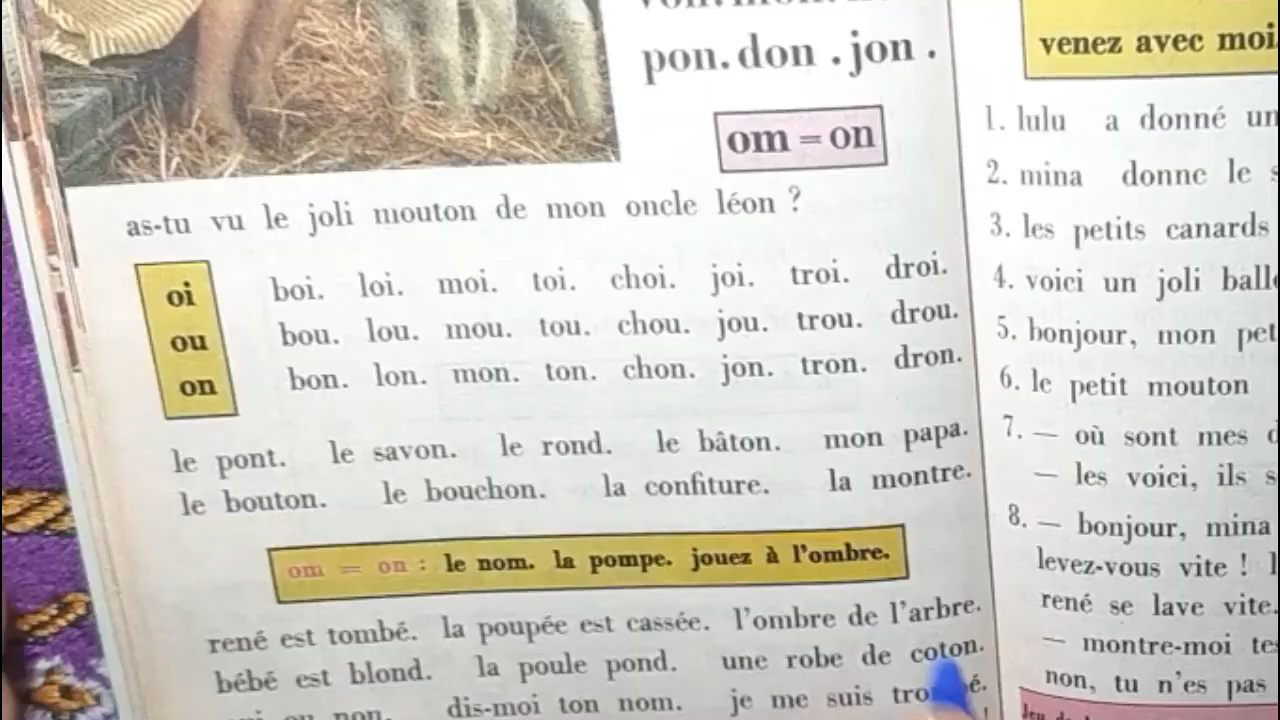 pon. don. jon.
om = on
as-tu vu le joli mouton de mon oncle léon ?
oi boi. loi. moi. toi. choi. joi. troi. droi.
ou bou. lou. mou. tou. chou. jou. trou. drou.
on bon. lon. mon. ton. chon. jon. tron. dron.
le pont. le savon. le rond. le bâton. mon papa.
le bouton. le bouchon. la confiture. la montre.
om = on : le nom. la pompe. jouez à l'ombre.
rené est tombé. la poupée est cassée. l'ombre de l'arbre.
bébé est blond. la poule pond. une robe de coton.
ou non. dis-moi ton nom. je me suis
venez avec moi
1. lulu a donné
2. mina donne le
3. les petits canards
4. voici un joli
5. bonjour, mon
6. le petit mouton
7. — où sont mes
— les voici, ils
8. — bonjour, mina
levez-vous vite !
rené se lave vite.
— montre-moi
non, tu n'es pas